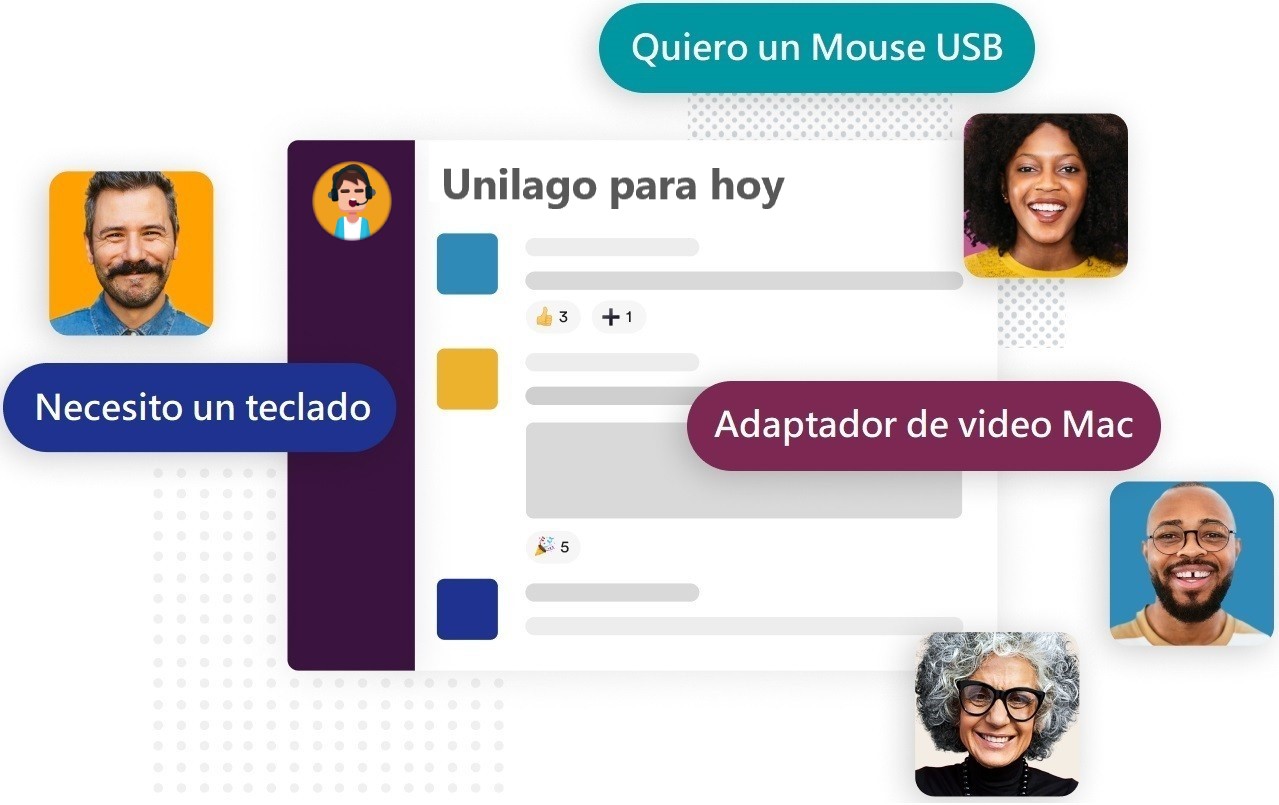 Quiero un Mouse USB
Unilago para hoy
3
1
Necesito un teclado
Adaptador de video Mac
5